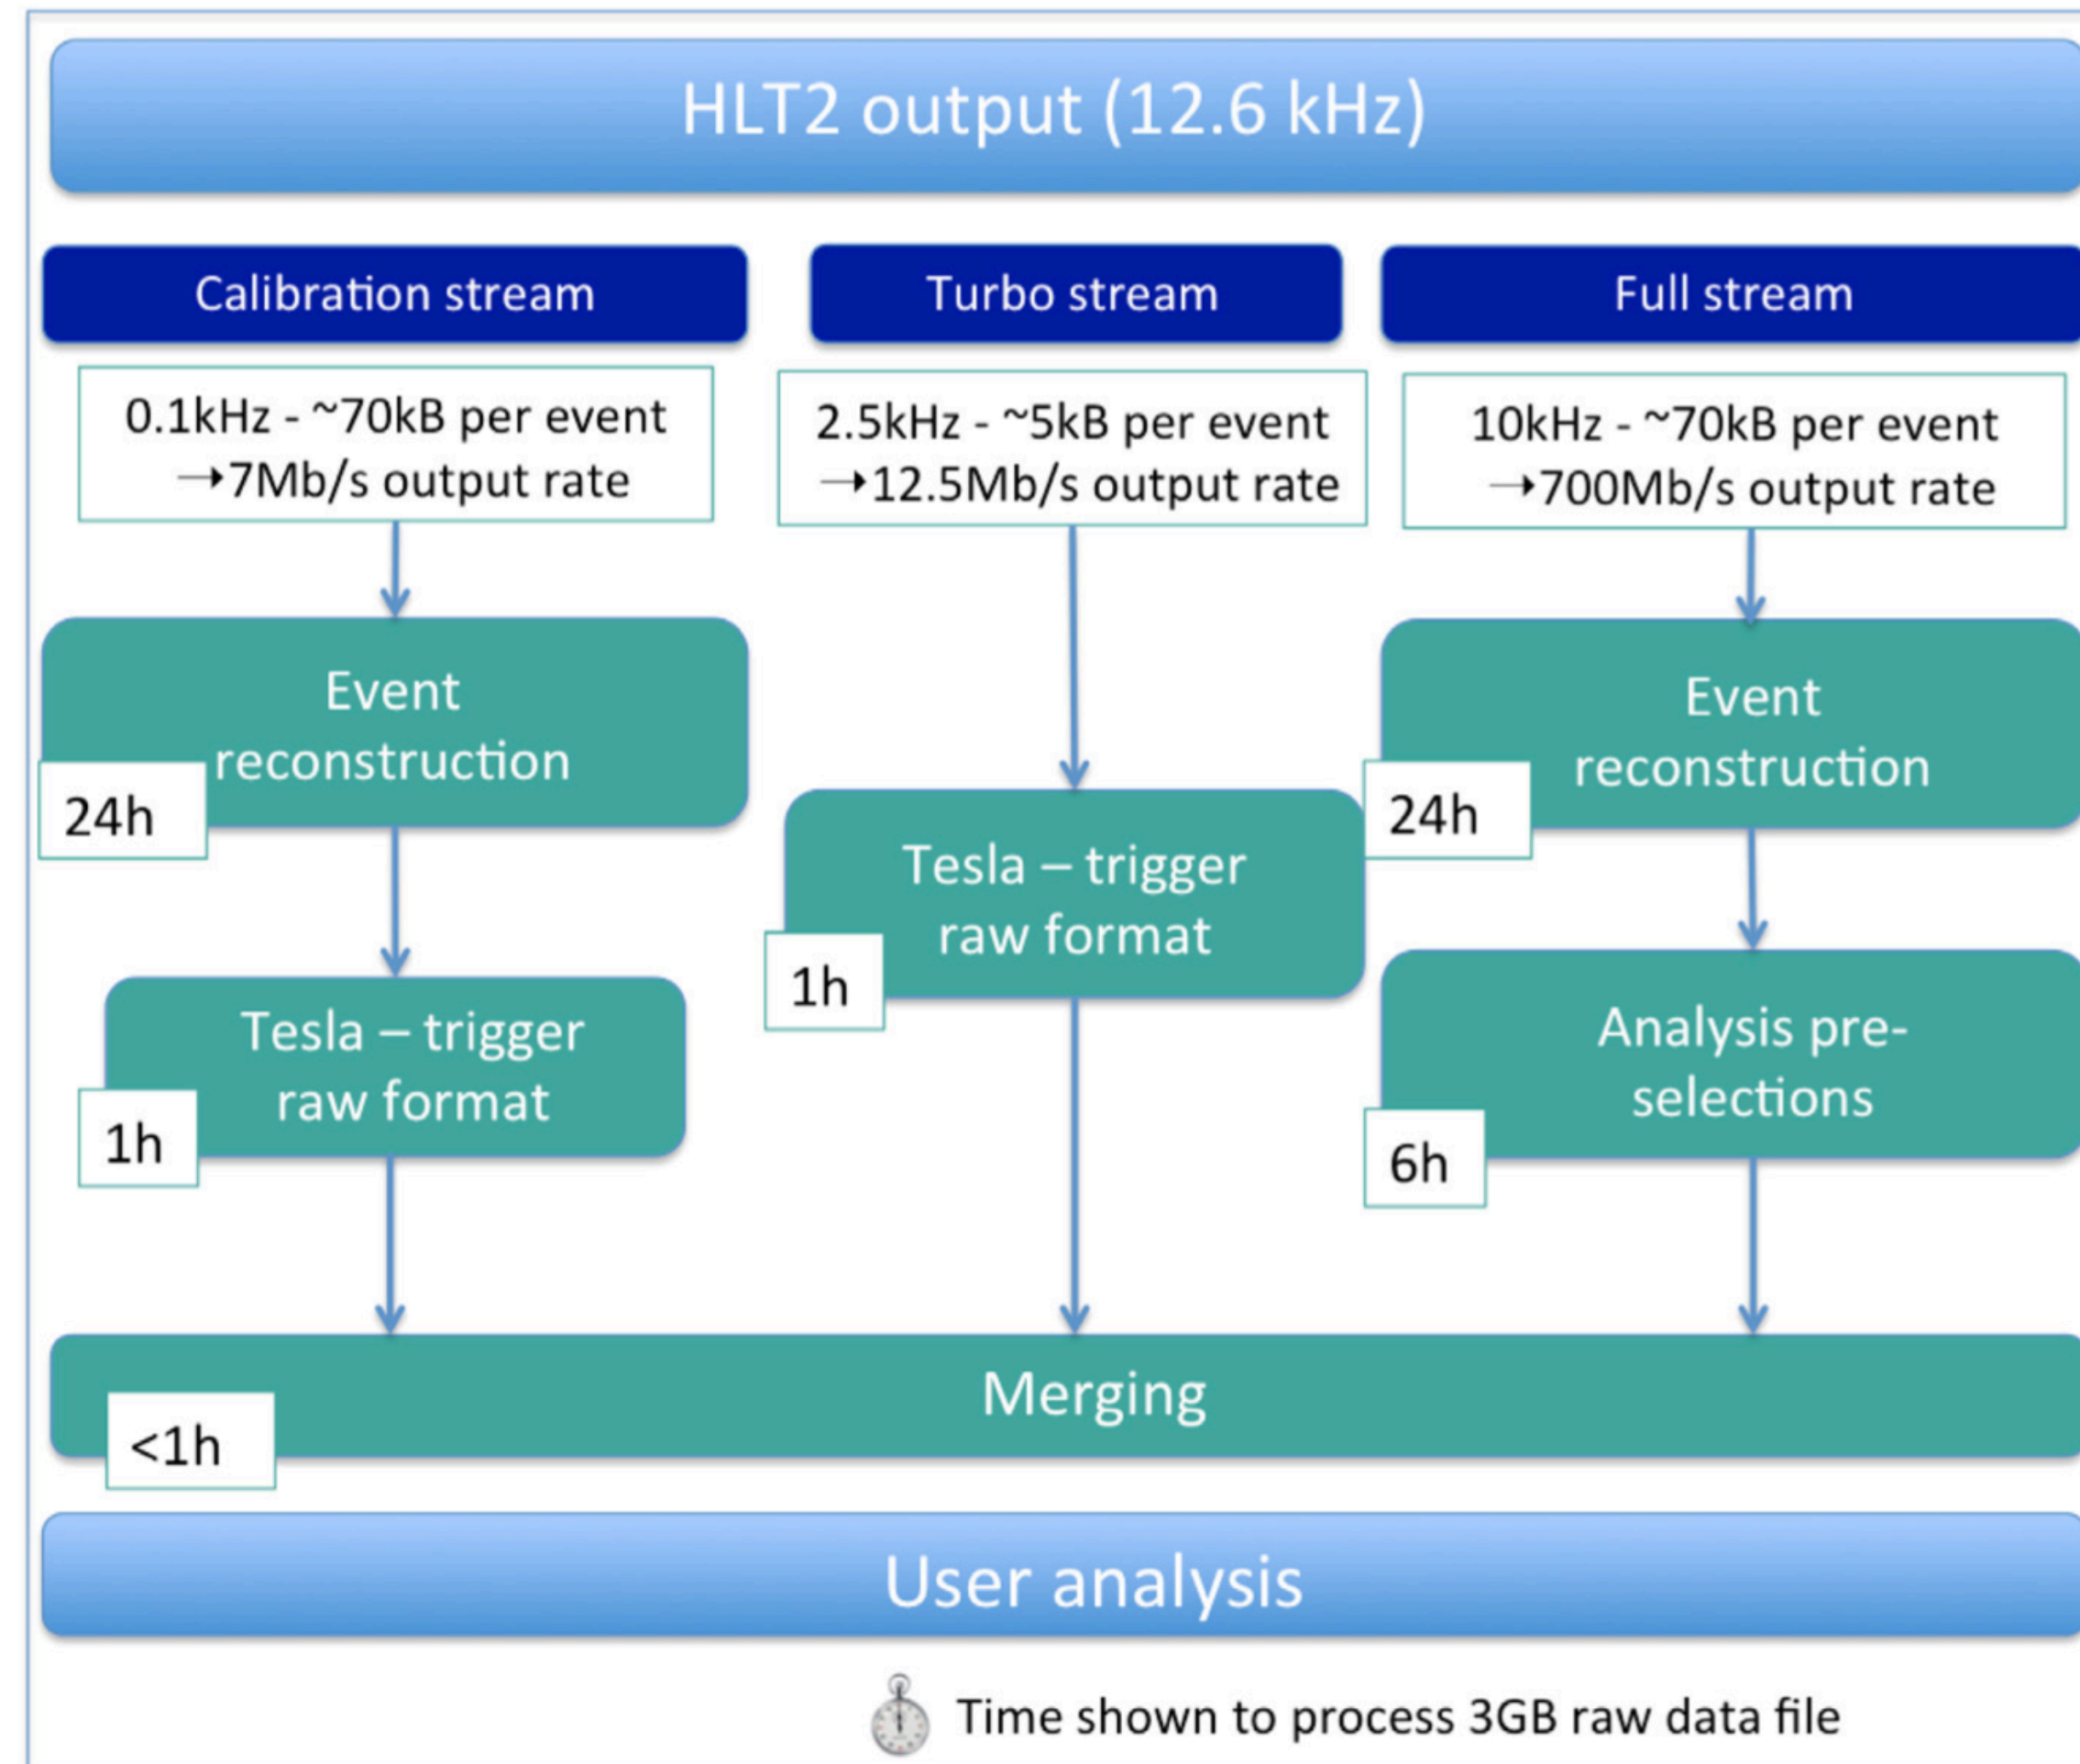 HLT2 output (12.6 kHz)
Calibration stream
Turbo stream
Full stream
0.1kHz - ~70kB per event
→7Mb/s output rate
2.5kHz - ~5kB per event
→12.5Mb/s output rate
10kHz - ~70kB per event
→700Mb/s output rate
Event
reconstruction
24h
Tesla – trigger
raw format
1h
Tesla – trigger
raw format
1h
Event
reconstruction
24h
Analysis pre-
selections
6h
Merging
<1h
User analysis
Time shown to process 3GB raw data file